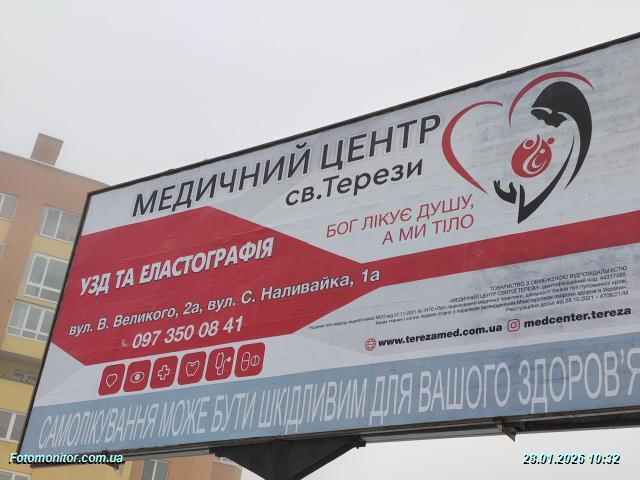 МЕДИЧНИЙ ЦЕНТР
св.Терези
БОГ ЛІКУЄ ДУШУ,
А МИ ТІЛО
УЗД ТА ЕЛАСТОГРАФІЯ
вул. В. Великого, 2а, вул. С. Наливайка, 1а
097 350 08 41
ТОВАРИСТВО З ОБМЕЖЕНОЮ ВІДПОВІДАЛЬНІСТЮ
«МЕДИЧНИЙ ЦЕНТР СВЯТОЇ ТЕРЕЗИ»
www.terezamed.com.ua medcenter.tereza
САМОЛІКУВАННЯ МОЖЕ БУТИ ШКІДЛИВИМ ДЛЯ ВАШОГО ЗДОРОВ'Я
Fotomonitor.com.ua
28.01.2026 10:32